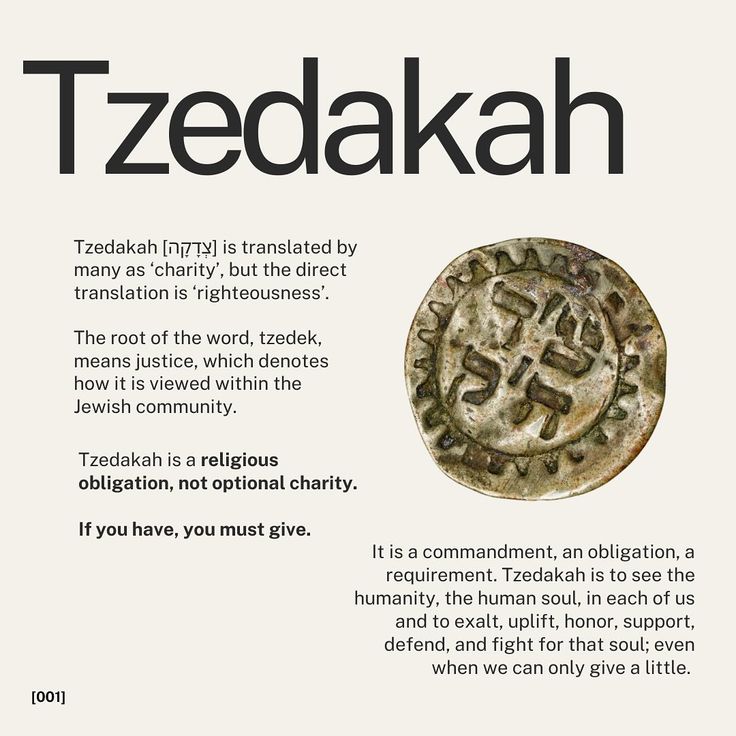 Tzedakah
Tzedakah [צְדָקָה] is translated by
many as ‘charity’, but the direct
translation is ‘righteousness’.
The root of the word, tzedek,
means justice, which denotes
how it is viewed within the
Jewish community.
Tzedakah is a religious
obligation, not optional charity.
If you have, you must give.
It is a commandment, an obligation, a
requirement. Tzedakah is to see the
humanity, the human soul, in each of us
and to exalt, uplift, honor, support,
defend, and fight for that soul; even
when we can only give a little.
[001]